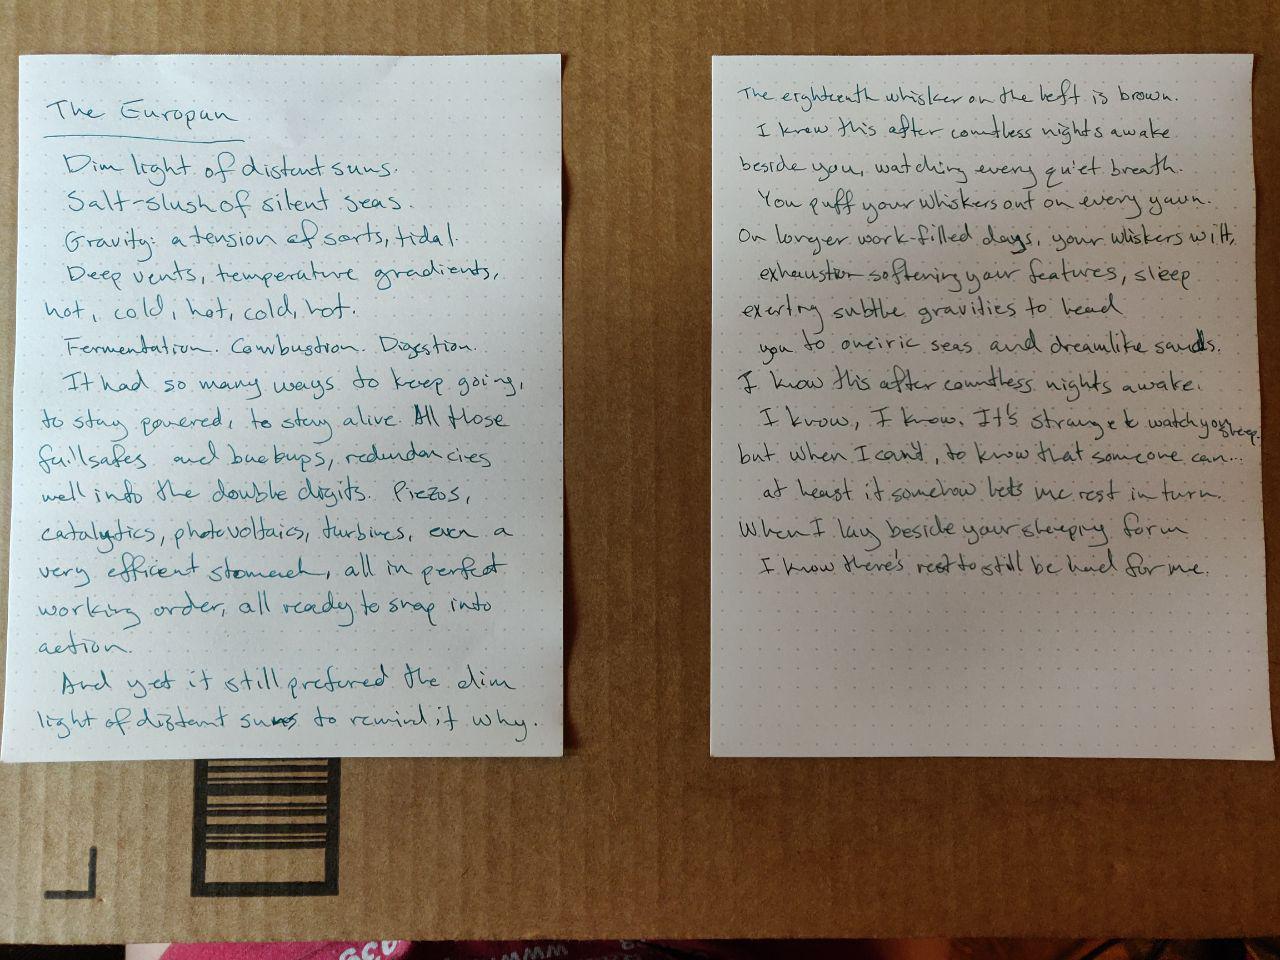 The Europan
Dim light of distant suns.
Salt-slush of silent seas.
Gravity: a tension of sorts, tidal.
Deep vents, temperature gradients,
hot, cold, hot, cold, hot.
Fermentation. Combustion. Digestion.
It had so many ways to keep going,
to stay powered, to stay alive. All those
failsafes and backups, redundancies
well into the double digits. Piezos,
catalytics, photovoltaics, turbines, even a
very efficent stomach, all in perfect
working order, all ready to snap into
action.
And yet it still prefered the dim
light of distant suns to remind it why.
The eighteenth whisker on the left is brown.
I know this after countless nights awake
beside you, watching every quiet breath.
You puff your whiskers out on every yawn.
On longer work-filled days, your whiskers wilt,
exhaustion softening your features, sleep
exerting subtle gravities to lead
you to oneiric seas and dreamlike sands.
I know this after countless nights awake.
I know, I know. It's strange to watch you sleep
but when I can't, to know that someone can...
at least it somehow lets me rest in turn.
When I lay beside your sleeping form
I know there's rest to still be had for me.